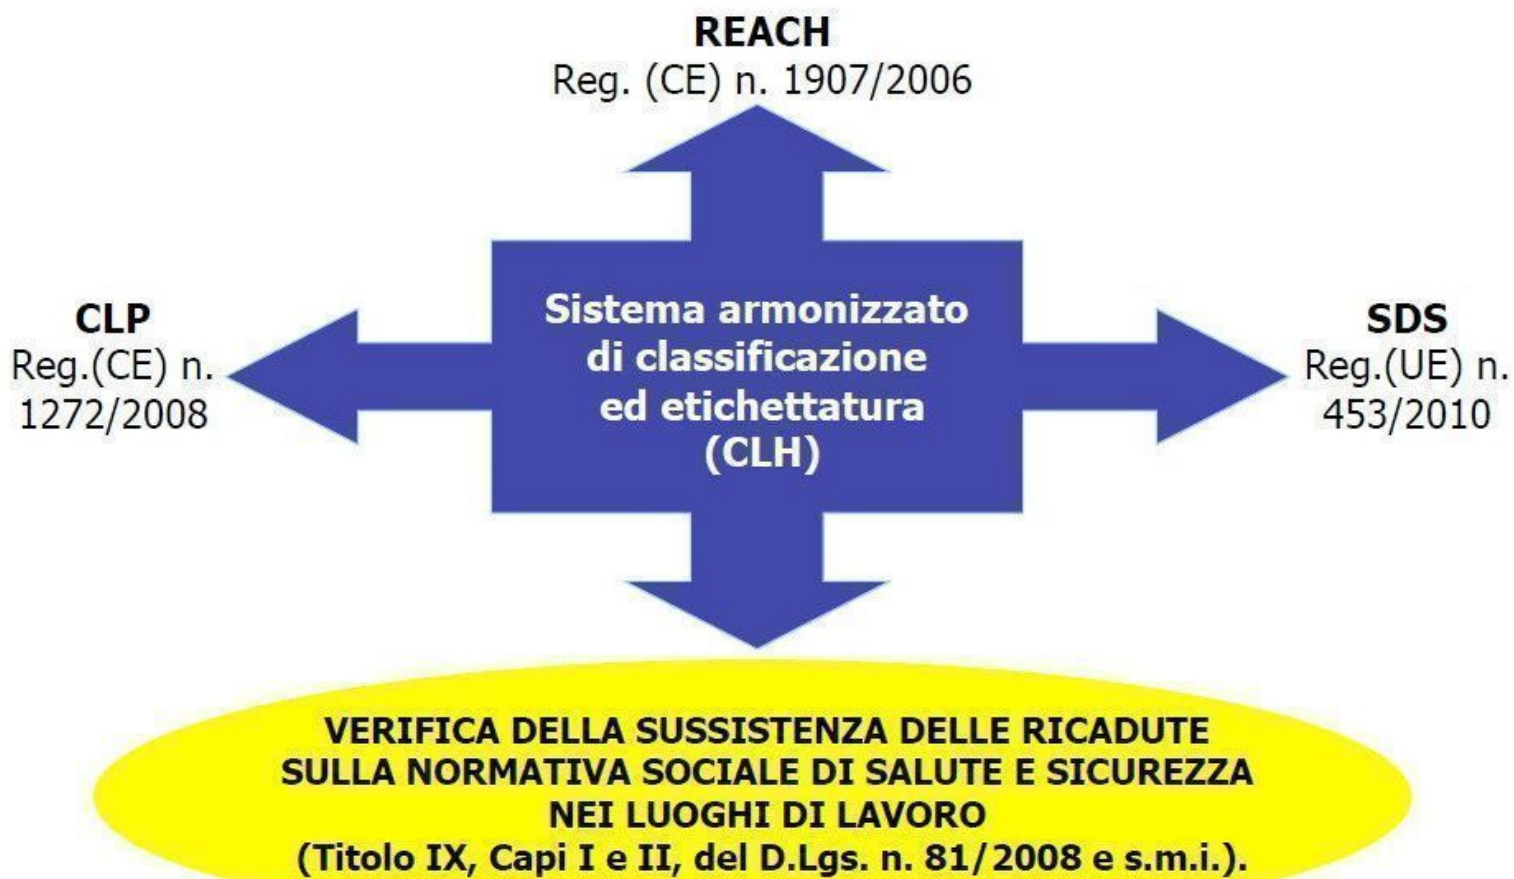 REACH
Reg. (CE) n. 1907/2006
CLP
Reg.(CE) n.
1272/2008
Sistema armonizzato
di classificazione
ed etichettatura
(CLH)
SDS
Reg.(UE) n.
453/2010
VERIFICA DELLA SUSSISTENZA DELLE RICADUTE
SULLA NORMATIVA SOCIALE DI SALUTE E SICUREZZA
NEI LUOGHI DI LAVORO
(Titolo IX, Capi I e II, del D.Lgs. n. 81/2008 e s.m.i.).